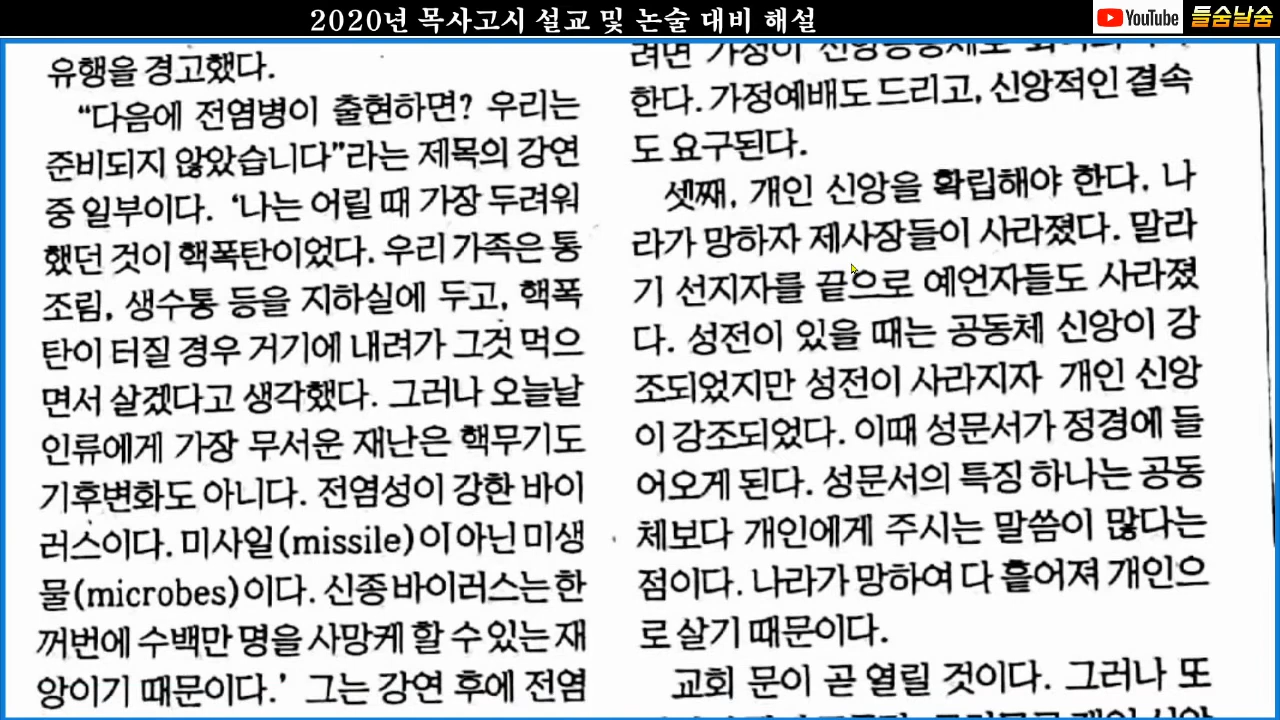 2020년 목사고시 설교 및 논술 대비 해설
YouTube 들숨날숨
유행을 경고했다.
“다음에 전염병이 출현하면? 우리는
준비되지 않았습니다”라는 제목의 강연
중 일부이다. ‘나는 어릴 때 가장 두려워
했던 것이 핵폭탄이었다. 우리 가족은 통
조림, 생수통 등을 지하실에 두고, 핵폭
탄이 터질 경우 거기에 내려가 그것 먹으
면서 살겠다고 생각했다. 그러나 오늘날
인류에게 가장 무서운 재난은 핵무기도
기후변화도 아니다. 전염성이 강한 바이
러스이다. 미사일(missile)이 아닌 미생
물(microbes)이다. 신종 바이러스는 한
꺼번에 수백만 명을 사망케 할 수 있는 재
앙이기 때문이다.’ 그는 강연 후에 전염
려면 가정이 신앙공동체로
한다. 가정예배도 드리고, 신앙적인 결속
도 요구된다.
셋째, 개인 신앙을 확립해야 한다. 나
라가 망하자 제사장들이 사라졌다. 말라
기 선지자를 끝으로 예언자들도 사라졌
다. 성전이 있을 때는 공동체 신앙이 강
조되었지만 성전이 사라지자 개인 신앙
이 강조되었다. 이때 성문서가 정경에 들
어오게 된다. 성문서의 특징 하나는 공동
체보다 개인에게 주시는 말씀이 많다는
점이다. 나라가 망하여 다 흩어져 개인으
로 살기 때문이다.
교회 문이 곧 열릴 것이다. 그러나 또